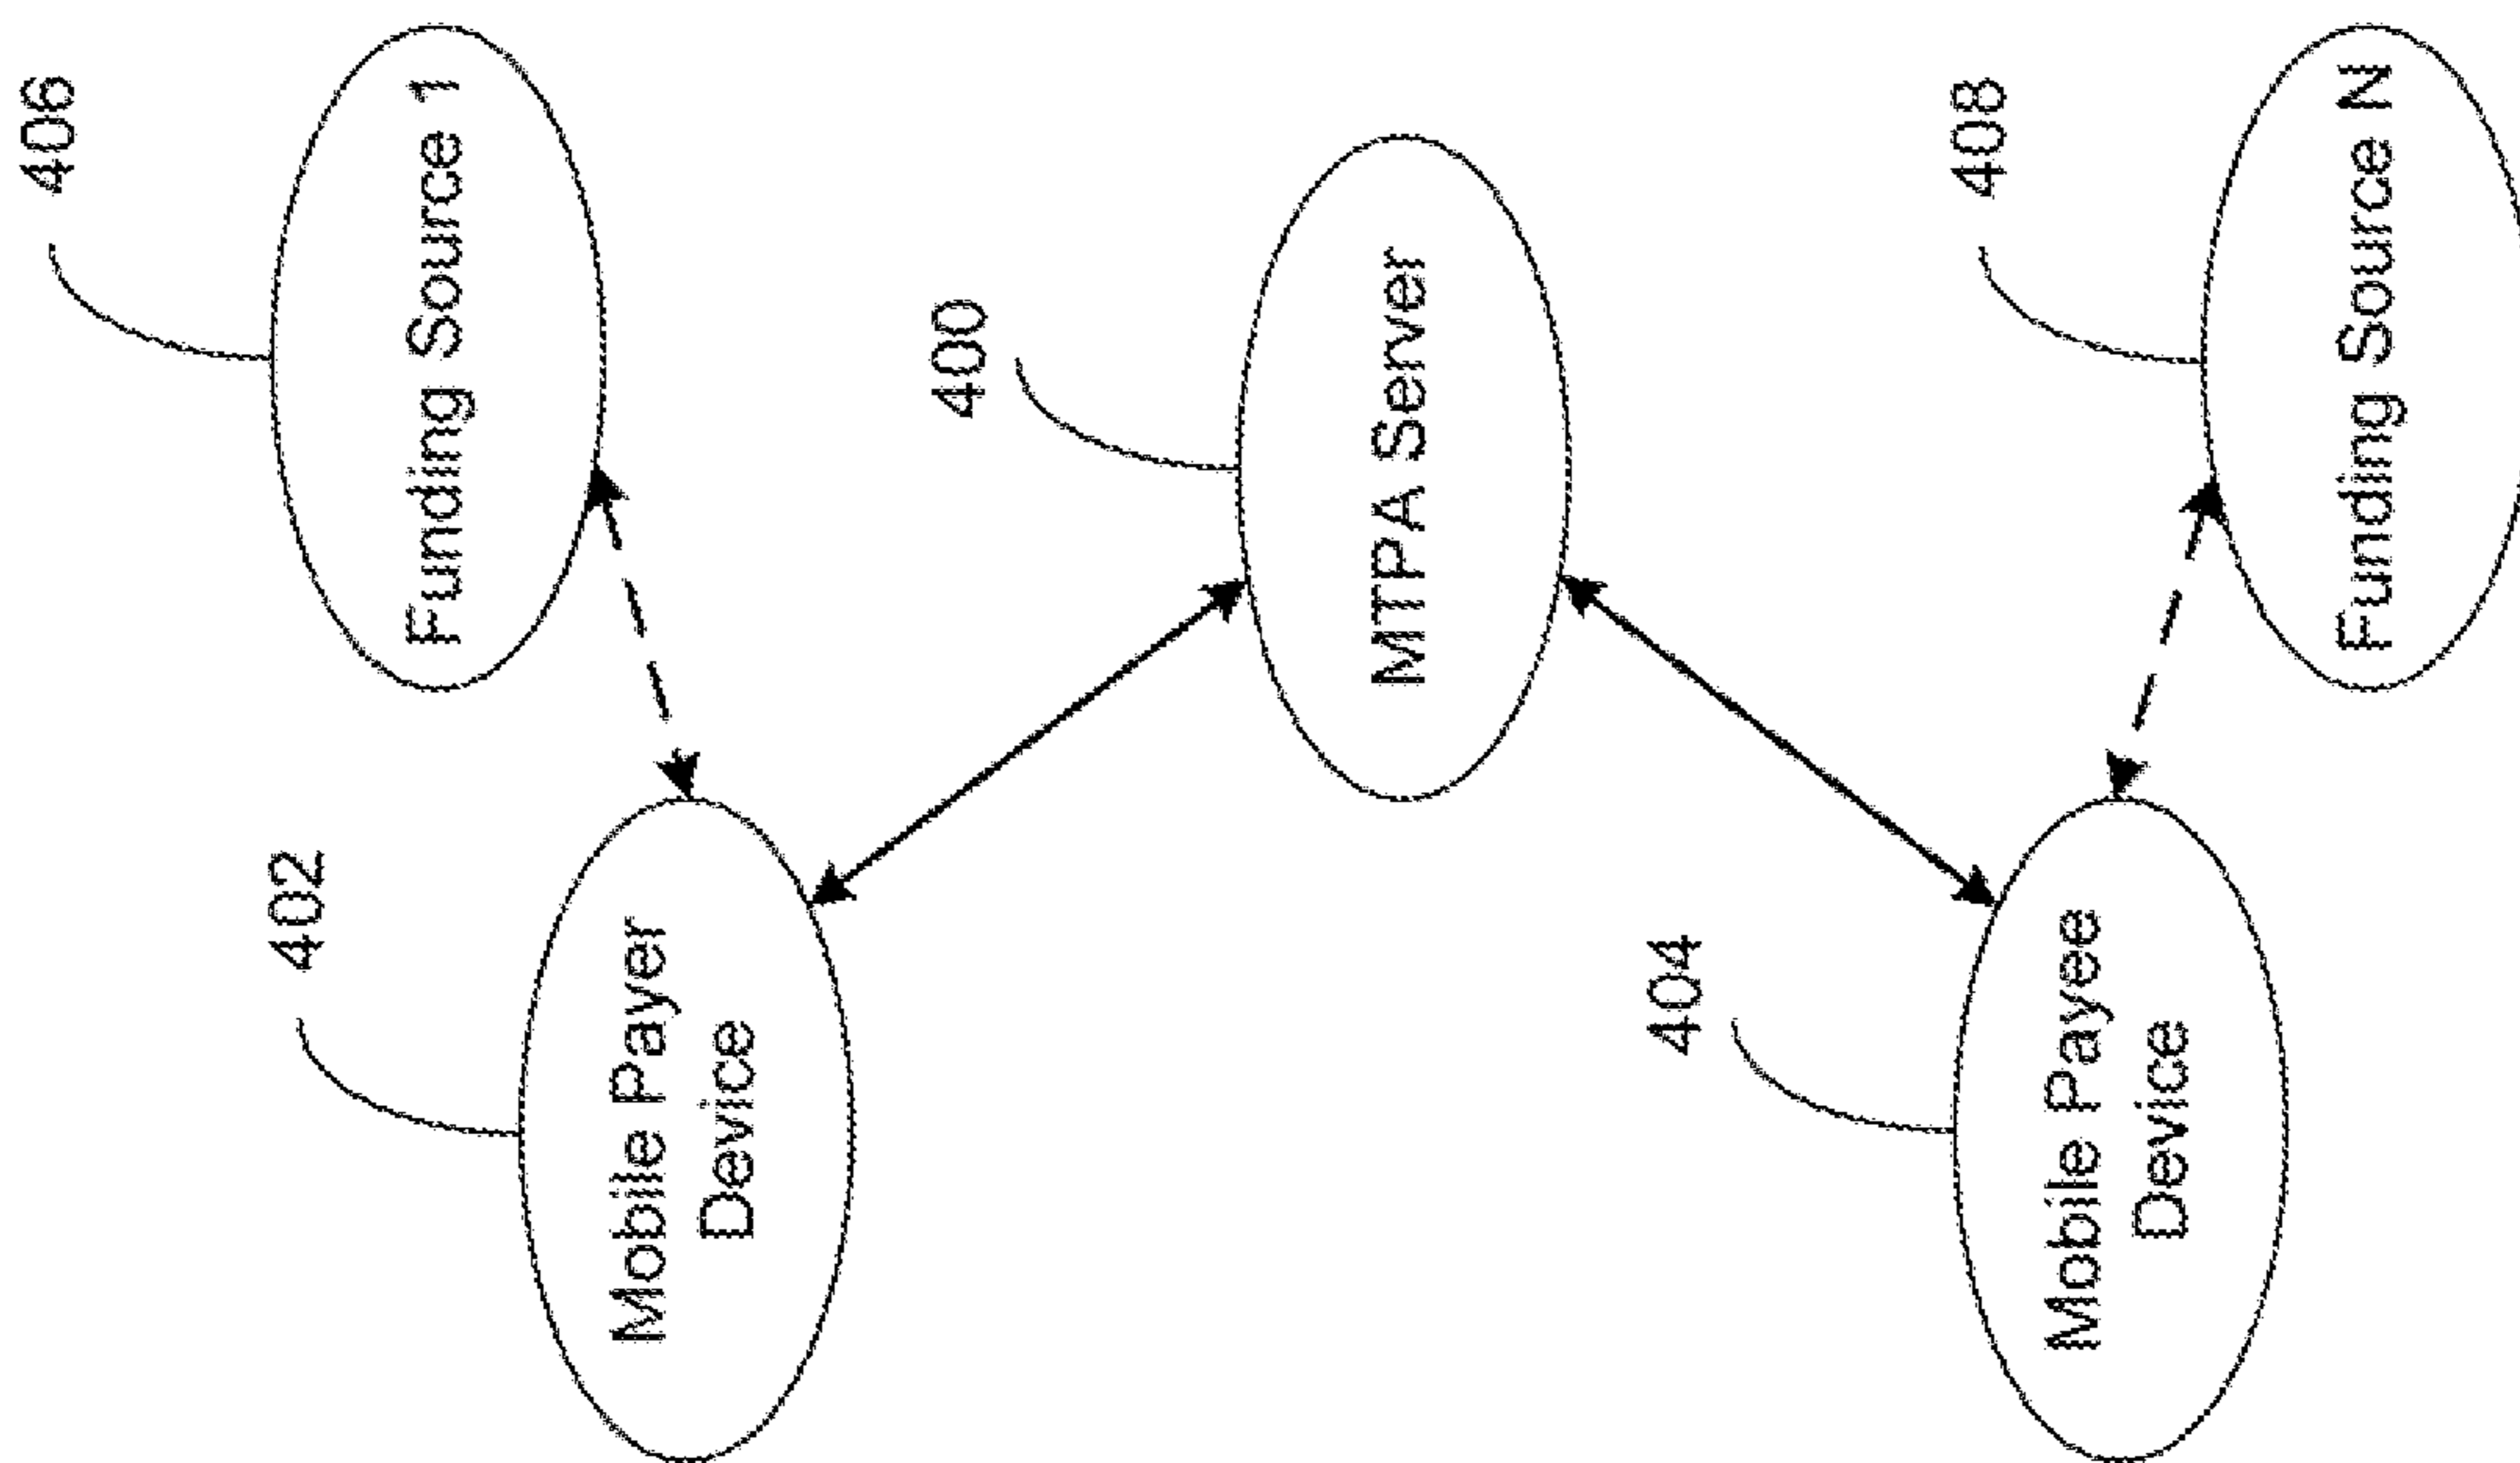 406
Funding Source 1
402
Mobile Payer
Device
400
MTPA Server
404
Mobile Payee
Device
408
Funding Source N